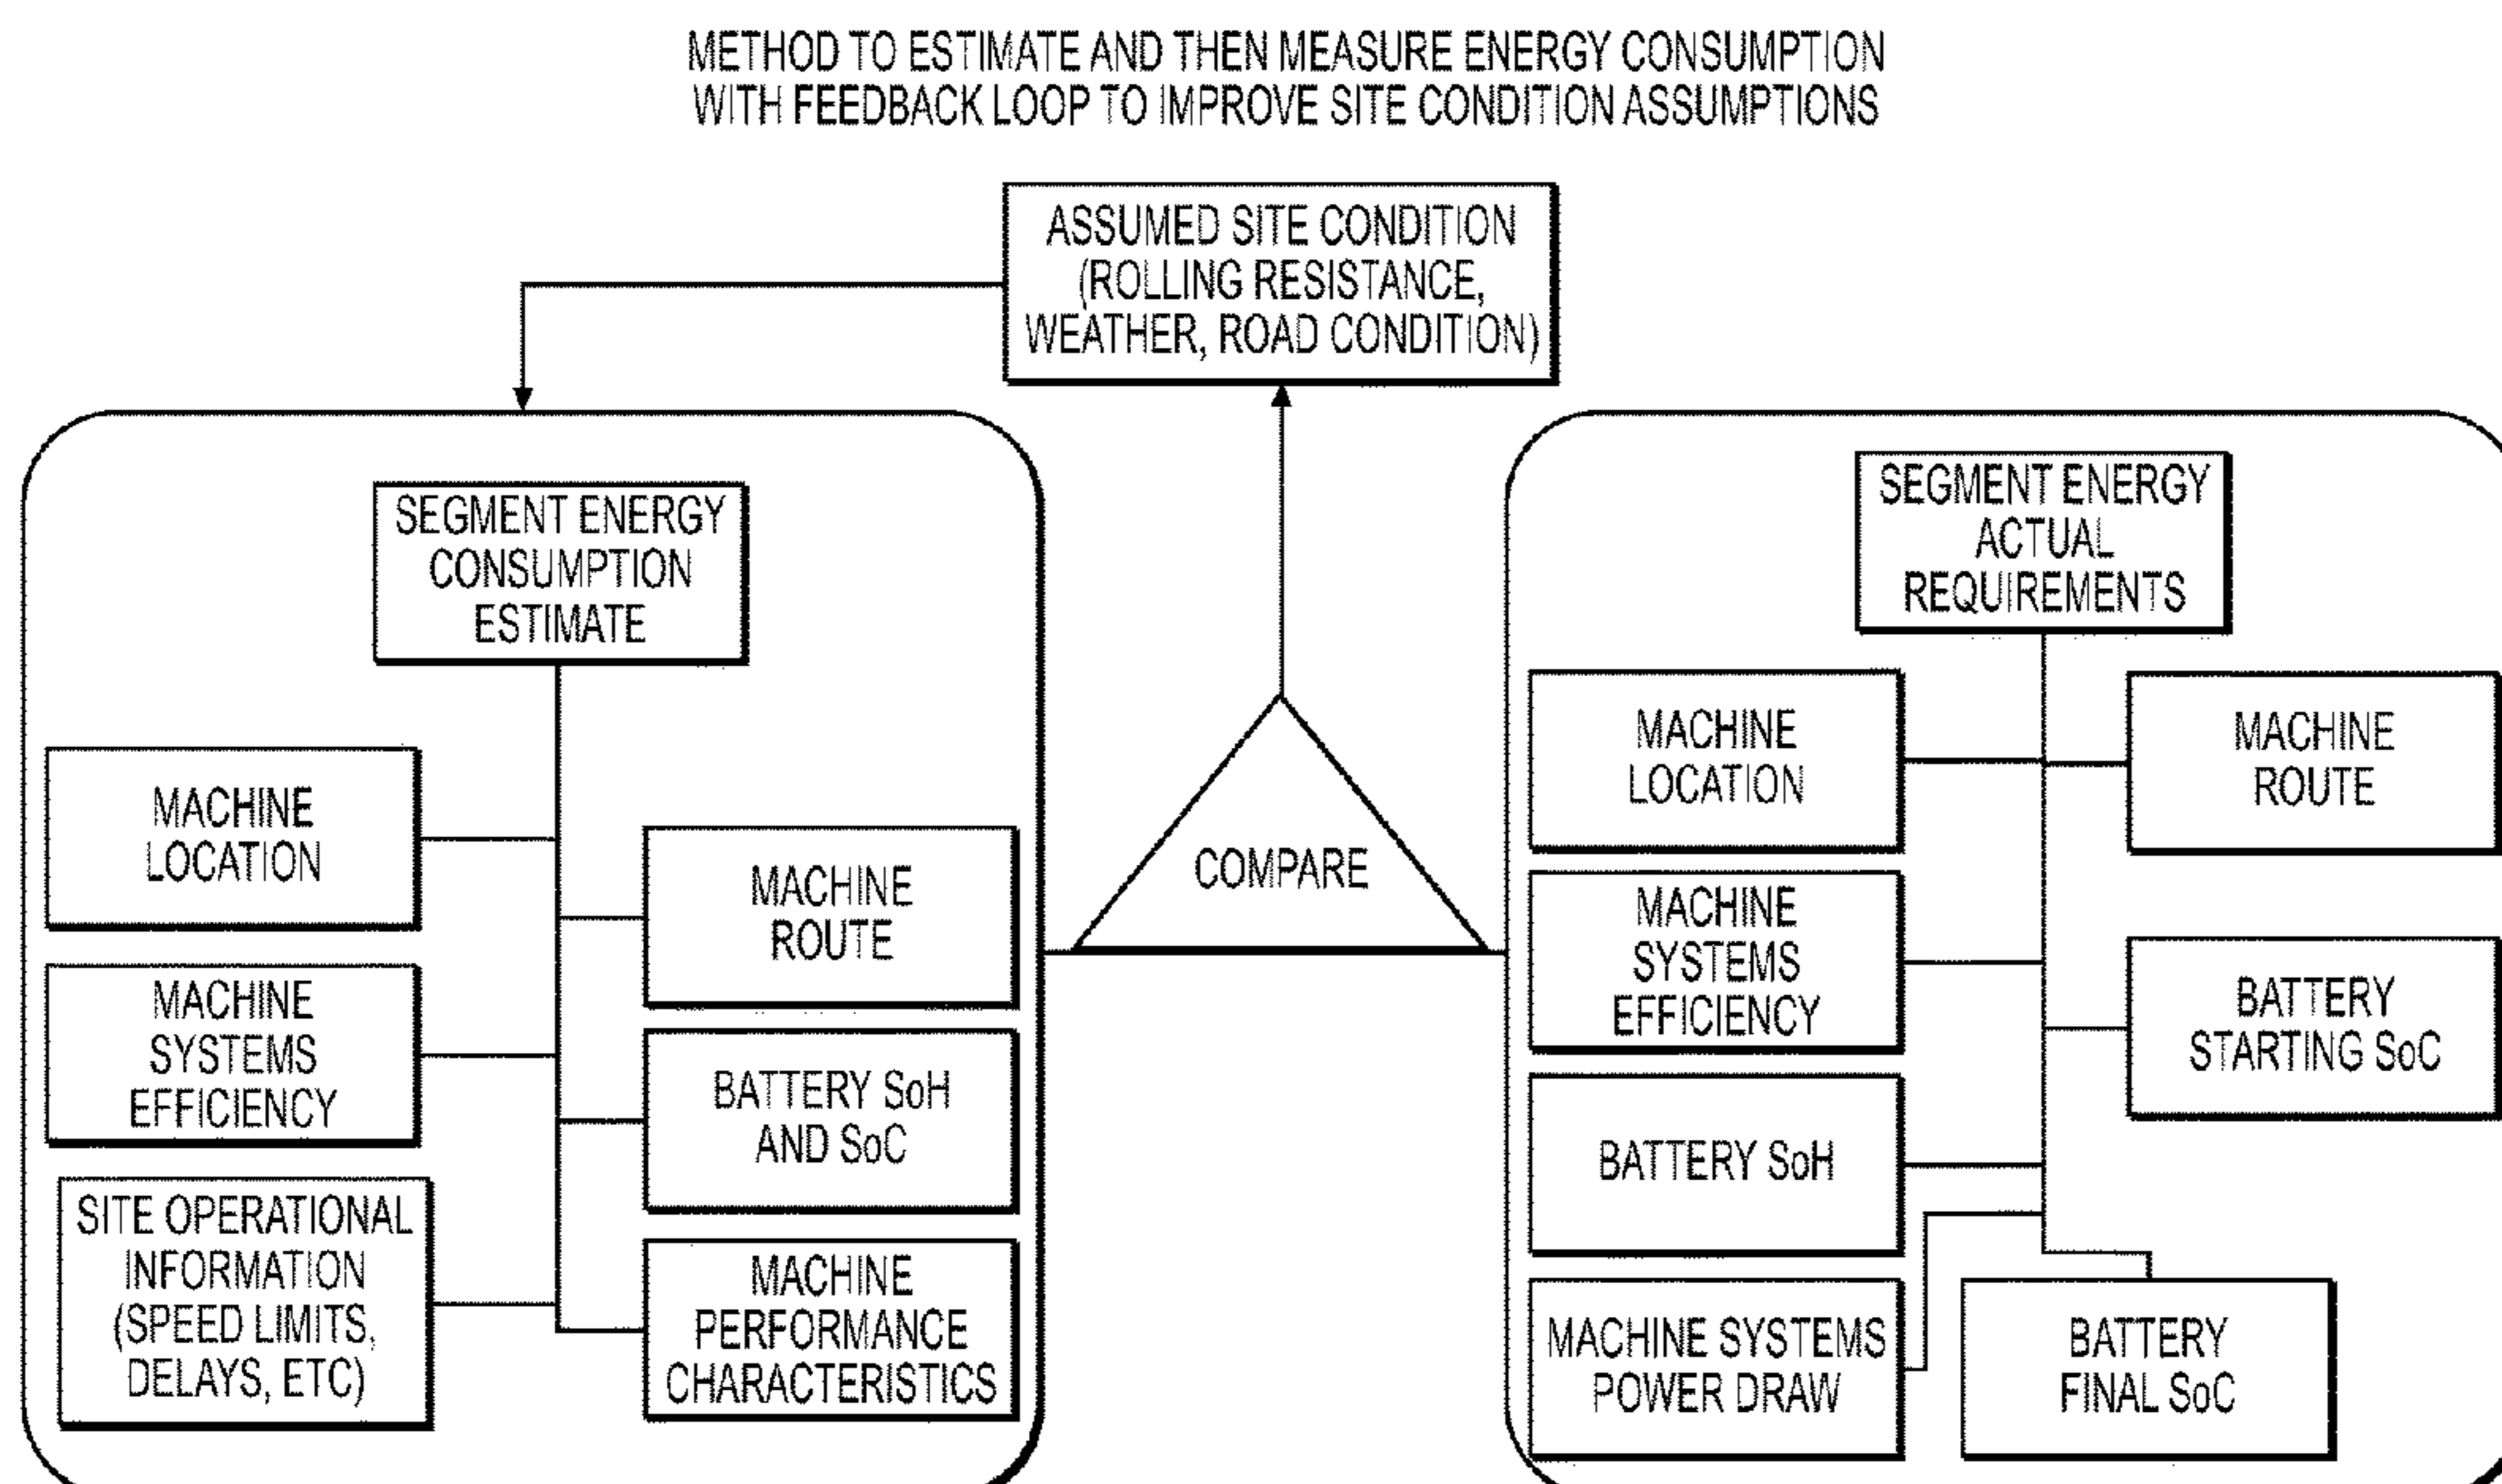 METHOD TO ESTIMATE AND THEN MEASURE ENERGY CONSUMPTION
WITH FEEDBACK LOOP TO IMPROVE SITE CONDITION ASSUMPTIONS
ASSUMED SITE CONDITION
(ROLLING RESISTANCE,
WEATHER, ROAD CONDITION)
SEGMENT ENERGY
CONSUMPTION
ESTIMATE
MACHINE
LOCATION
MACHINE
ROUTE
MACHINE
SYSTEMS
EFFICIENCY
BATTERY SoH
AND SoC
SITE OPERATIONAL
INFORMATION
(SPEED LIMITS,
DELAYS, ETC)
MACHINE
PERFORMANCE
CHARACTERISTICS
COMPARE
SEGMENT ENERGY
ACTUAL
REQUIREMENTS
MACHINE
LOCATION
MACHINE
ROUTE
MACHINE
SYSTEMS
EFFICIENCY
BATTERY
STARTING SoC
BATTERY SoH
MACHINE SYSTEMS
POWER DRAW
BATTERY
FINAL SoC